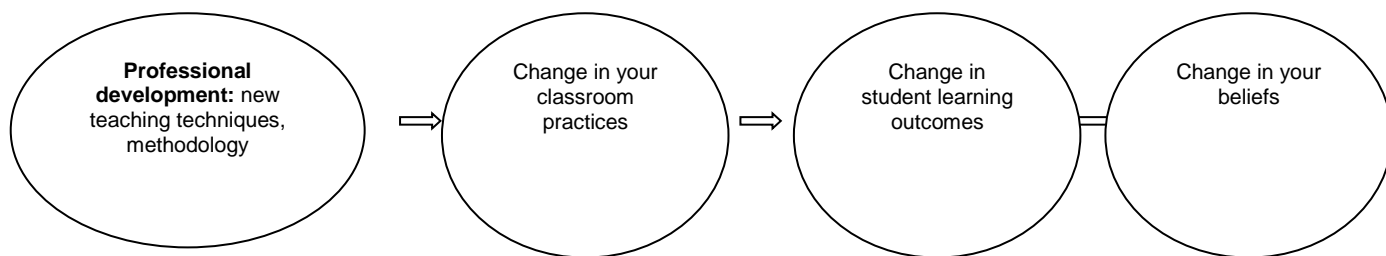 Professional
development: new
teaching techniques,
methodology
Change in your
classroom
practices
Change in
student learning
outcomes
Change in your
beliefs